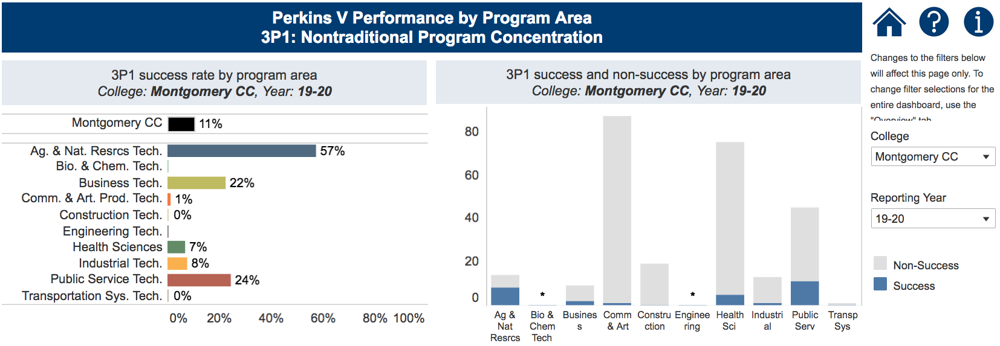 Perkins V Performance by Program Area
3P1: Nontraditional Program Concentration
3P1 success rate by program area
College: Montgomery CC, Year: 19-20
Montgomery CC 11%
Ag. & Nat. Resrcs Tech. 57%
Bio. & Chem. Tech.
Business Tech. 22%
Comm. & Art. Prod. Tech. 1%
Construction Tech. 0%
Engineering Tech.
Health Sciences 7%
Industrial Tech. 8%
Public Service Tech. 24%
Transportation Sys. Tech. 0%
0% 20% 40% 60% 80% 100%
3P1 success and non-success by program area
College: Montgomery CC, Year: 19-20
80
60
40
20
0
* *
Ag & Bio & Busines Comm Constru Enginee Health Industri Public Transp
Nat Chem s & Art ction ring Sci al Serv Sys
Resrcs Tech
?
i
Changes to the filters below
will affect this page only. To
change filter selections for the
entire dashboard, use the
"Overview" tab
College
Montgomery CC
Reporting Year
19-20
Non-Success
Success